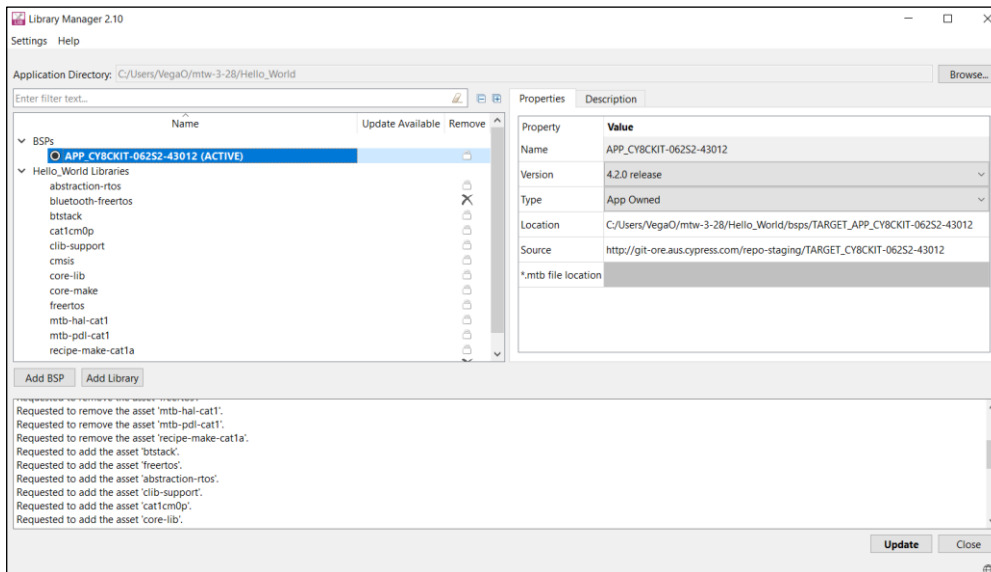 Library Manager 2.10
Settings Help
Application Directory: C:/Users/VegaO/mtw-3-28/Hello_World
Browse...
Enter filter text...
Name Update Available Remove
BSPs
APP_CY8CKIT-062S2-43012 (ACTIVE)
Hello_World Libraries
abstraction-rtos
bluetooth-freertos
btstack
cat1cm0p
clib-support
cmsis
core-lib
core-make
freertos
mtb-hal-cat1
mtb-pdl-cat1
recipe-make-cat1a
Properties Description
Property Value
Name APP_CY8CKIT-062S2-43012
Version 4.2.0 release
Type App Owned
Location C:/Users/VegaO/mtw-3-28/Hello_World/bsps/TARGET_APP_CY8CKIT-062S2-43012
Source http://git-ore.aus.cypress.com/repo-staging/TARGET_CY8CKIT-062S2-43012
*.mtb file location
Add BSP Add Library
Requested to remove the asset 'freertos'.
Requested to remove the asset 'mtb-hal-cat1'.
Requested to remove the asset 'mtb-pdl-cat1'.
Requested to remove the asset 'recipe-make-cat1a'.
Requested to add the asset 'btstack'.
Requested to add the asset 'freertos'.
Requested to add the asset 'abstraction-rtos'.
Requested to add the asset 'clib-support'.
Requested to add the asset 'cat1cm0p'.
Requested to add the asset 'core-lib'.
Update Close